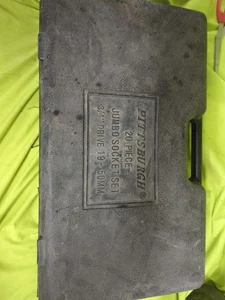 PITTSBURGH®
20 PIECE
JUMBO SOCKET SET
3/4" DRIVE 19-50MM